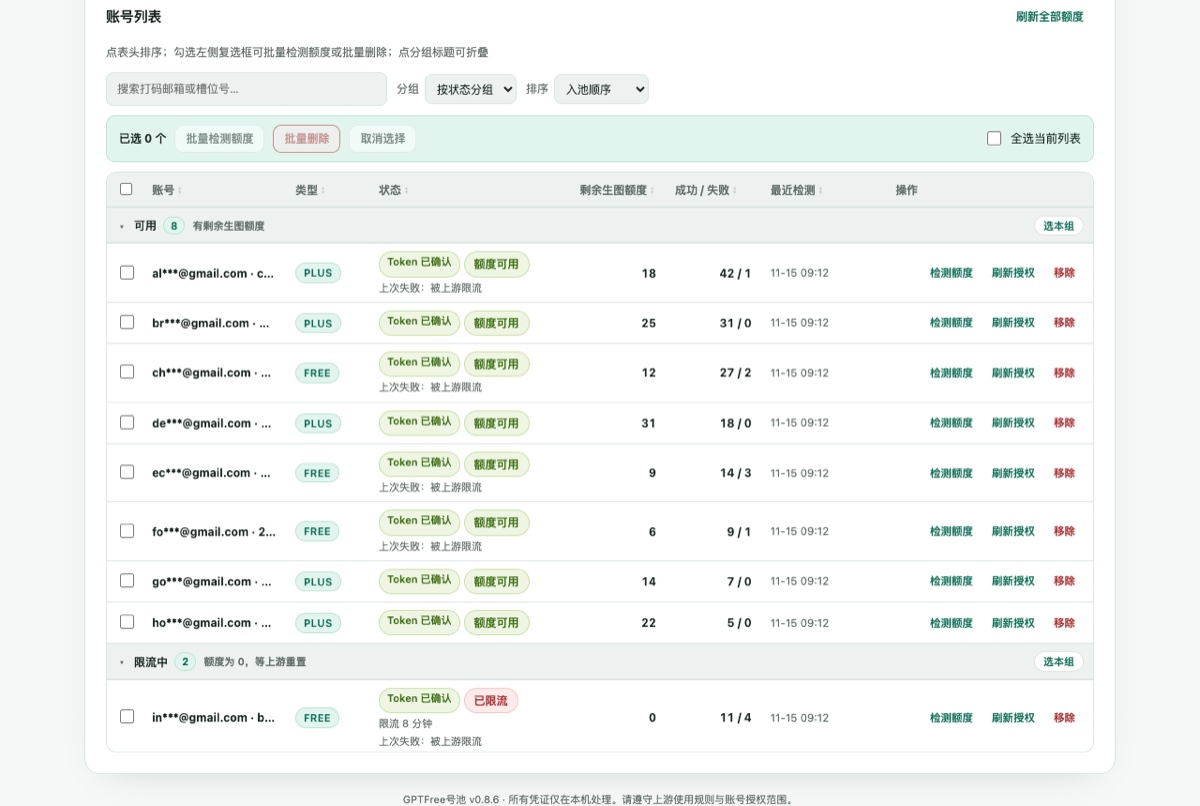 账号列表
刷新全部额度
点表头排序；勾选左侧复选框可批量检测额度或批量删除；点分组标题可折叠
搜索打码邮箱或槽位号...
分组 按状态分组 排序 入池顺序
已选 0 个 批量检测额度 批量删除 取消选择 全选当前列表
账号 类型 状态 剩余生图额度 成功 / 失败 最近检测 操作
可用 8 有剩余生图额度 选本组
al***@gmail.com · c... PLUS Token 已确认 额度可用 18 42 / 1 11-15 09:12 检测额度 刷新授权 移除
上次失败：被上游限流
br***@gmail.com · ... PLUS Token 已确认 额度可用 25 31 / 0 11-15 09:12 检测额度 刷新授权 移除
ch***@gmail.com · ... FREE Token 已确认 额度可用 12 27 / 2 11-15 09:12 检测额度 刷新授权 移除
上次失败：被上游限流
de***@gmail.com · ... PLUS Token 已确认 额度可用 31 18 / 0 11-15 09:12 检测额度 刷新授权 移除
ec***@gmail.com · ... FREE Token 已确认 额度可用 9 14 / 3 11-15 09:12 检测额度 刷新授权 移除
上次失败：被上游限流
fo***@gmail.com · 2... FREE Token 已确认 额度可用 6 9 / 1 11-15 09:12 检测额度 刷新授权 移除
上次失败：被上游限流
go***@gmail.com · ... PLUS Token 已确认 额度可用 14 7 / 0 11-15 09:12 检测额度 刷新授权 移除
ho***@gmail.com · ... PLUS Token 已确认 额度可用 22 5 / 0 11-15 09:12 检测额度 刷新授权 移除
限流中 2 额度为 0，等上游重置 选本组
in***@gmail.com · b... FREE Token 已确认 已限流 0 11 / 4 11-15 09:12 检测额度 刷新授权 移除
限流 8 分钟
上次失败：被上游限流
GPTFree号池 v0.8.6 · 所有凭证仅在本机处理。请遵守上游使用规则与账号授权范围。